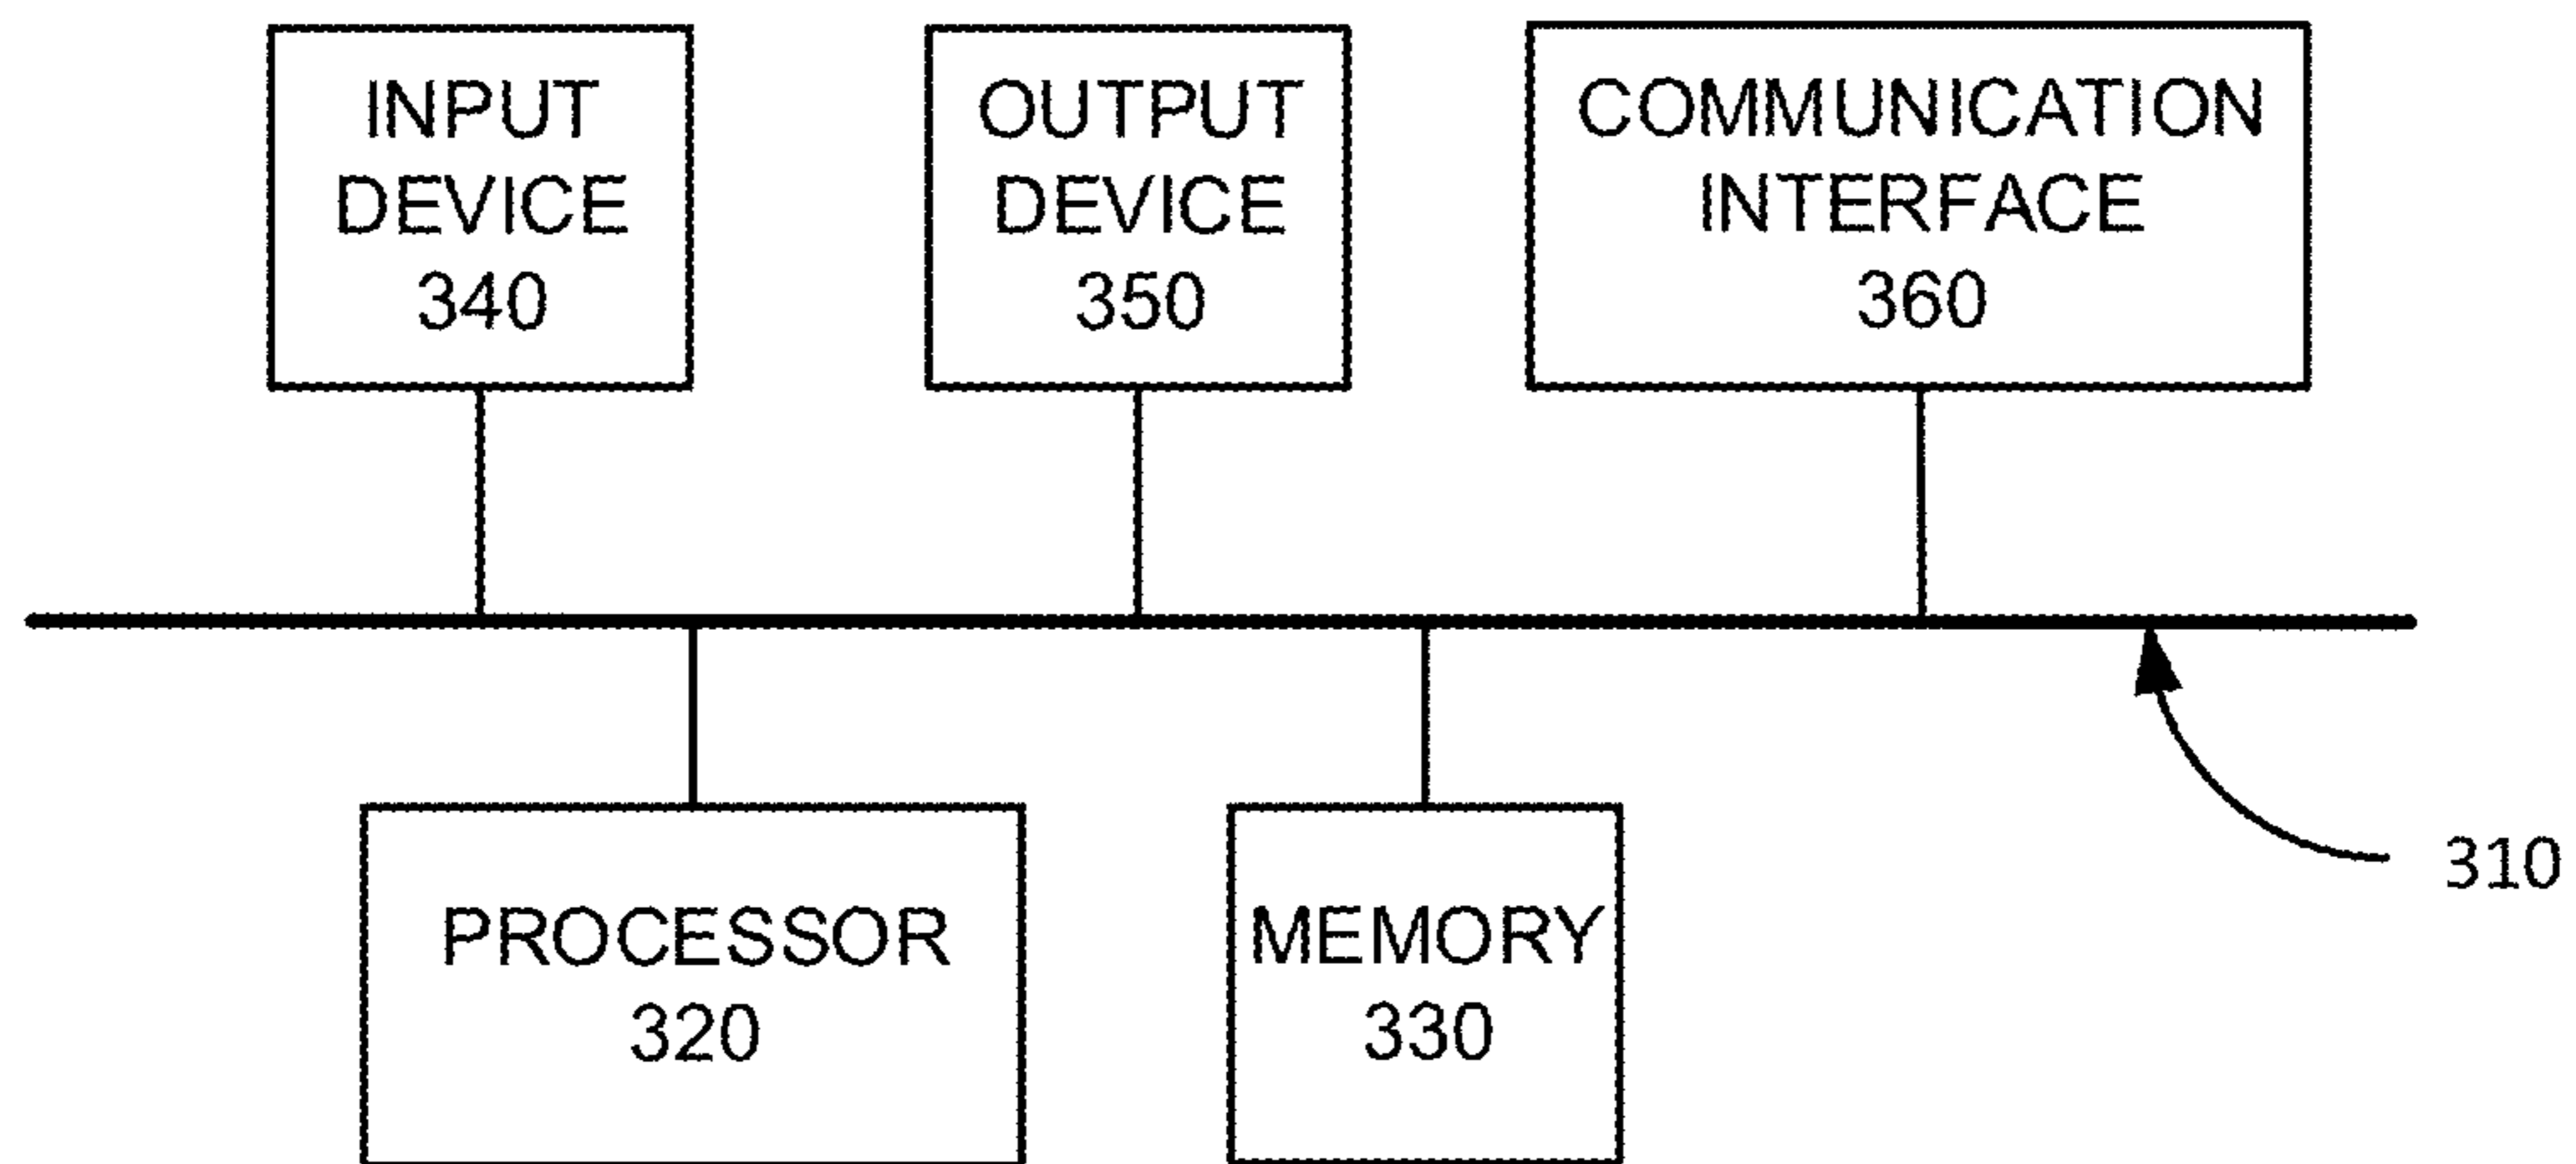 INPUT
DEVICE
340
OUTPUT
DEVICE
350
COMMUNICATION
INTERFACE
360
PROCESSOR
320
MEMORY
330
310